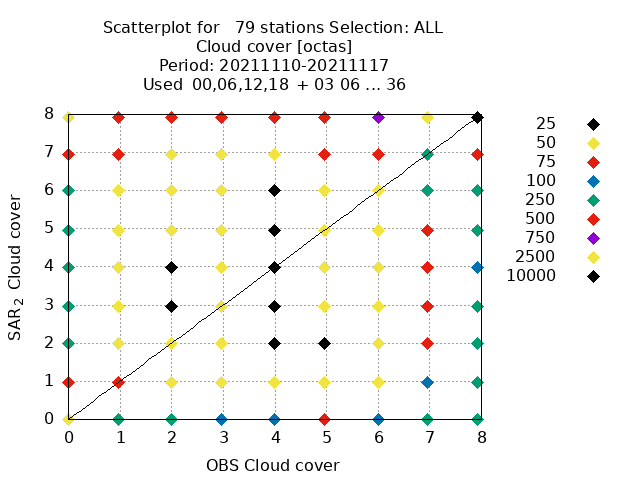 Scatterplot for   79 stations Selection: ALL
Cloud cover [octas]
Period: 20211110-20211117
Used  00,06,12,18  + 03 06 ... 36
8
7
6
5
4
3
2
1
0
SAR2 Cloud cover
0 1 2 3 4 5 6 7 8
OBS Cloud cover
25
50
75
100
250
500
750
2500
10000